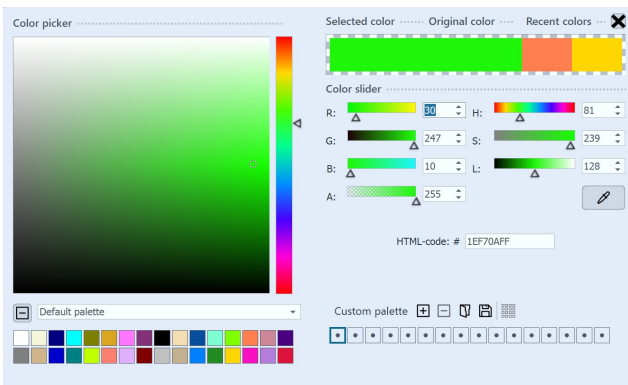 Color picker
Selected color
Original color
Recent colors
Color slider
R: 30 H: 81
G: 247 S: 239
B: 10 L: 128
A: 255
HTML-code: # 1EF70AFF
Default palette
Custom palette